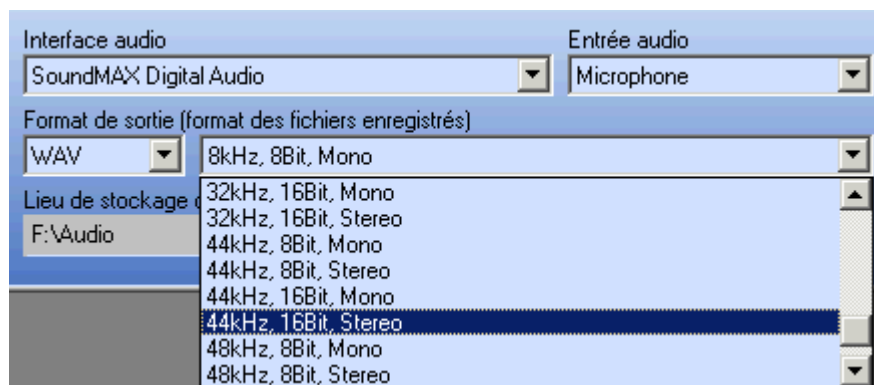 Interface audio
Entrée audio
SoundMAX Digital Audio
Microphone
Format de sortie (format des fichiers enregistrés)
WAV
8kHz, 8Bit, Mono
Lieu de stockage
F:\Audio
32kHz, 16Bit, Mono
32kHz, 16Bit, Stereo
44kHz, 8Bit, Mono
44kHz, 8Bit, Stereo
44kHz, 16Bit, Mono
44kHz, 16Bit, Stereo
48kHz, 8Bit, Mono
48kHz, 8Bit, Stereo